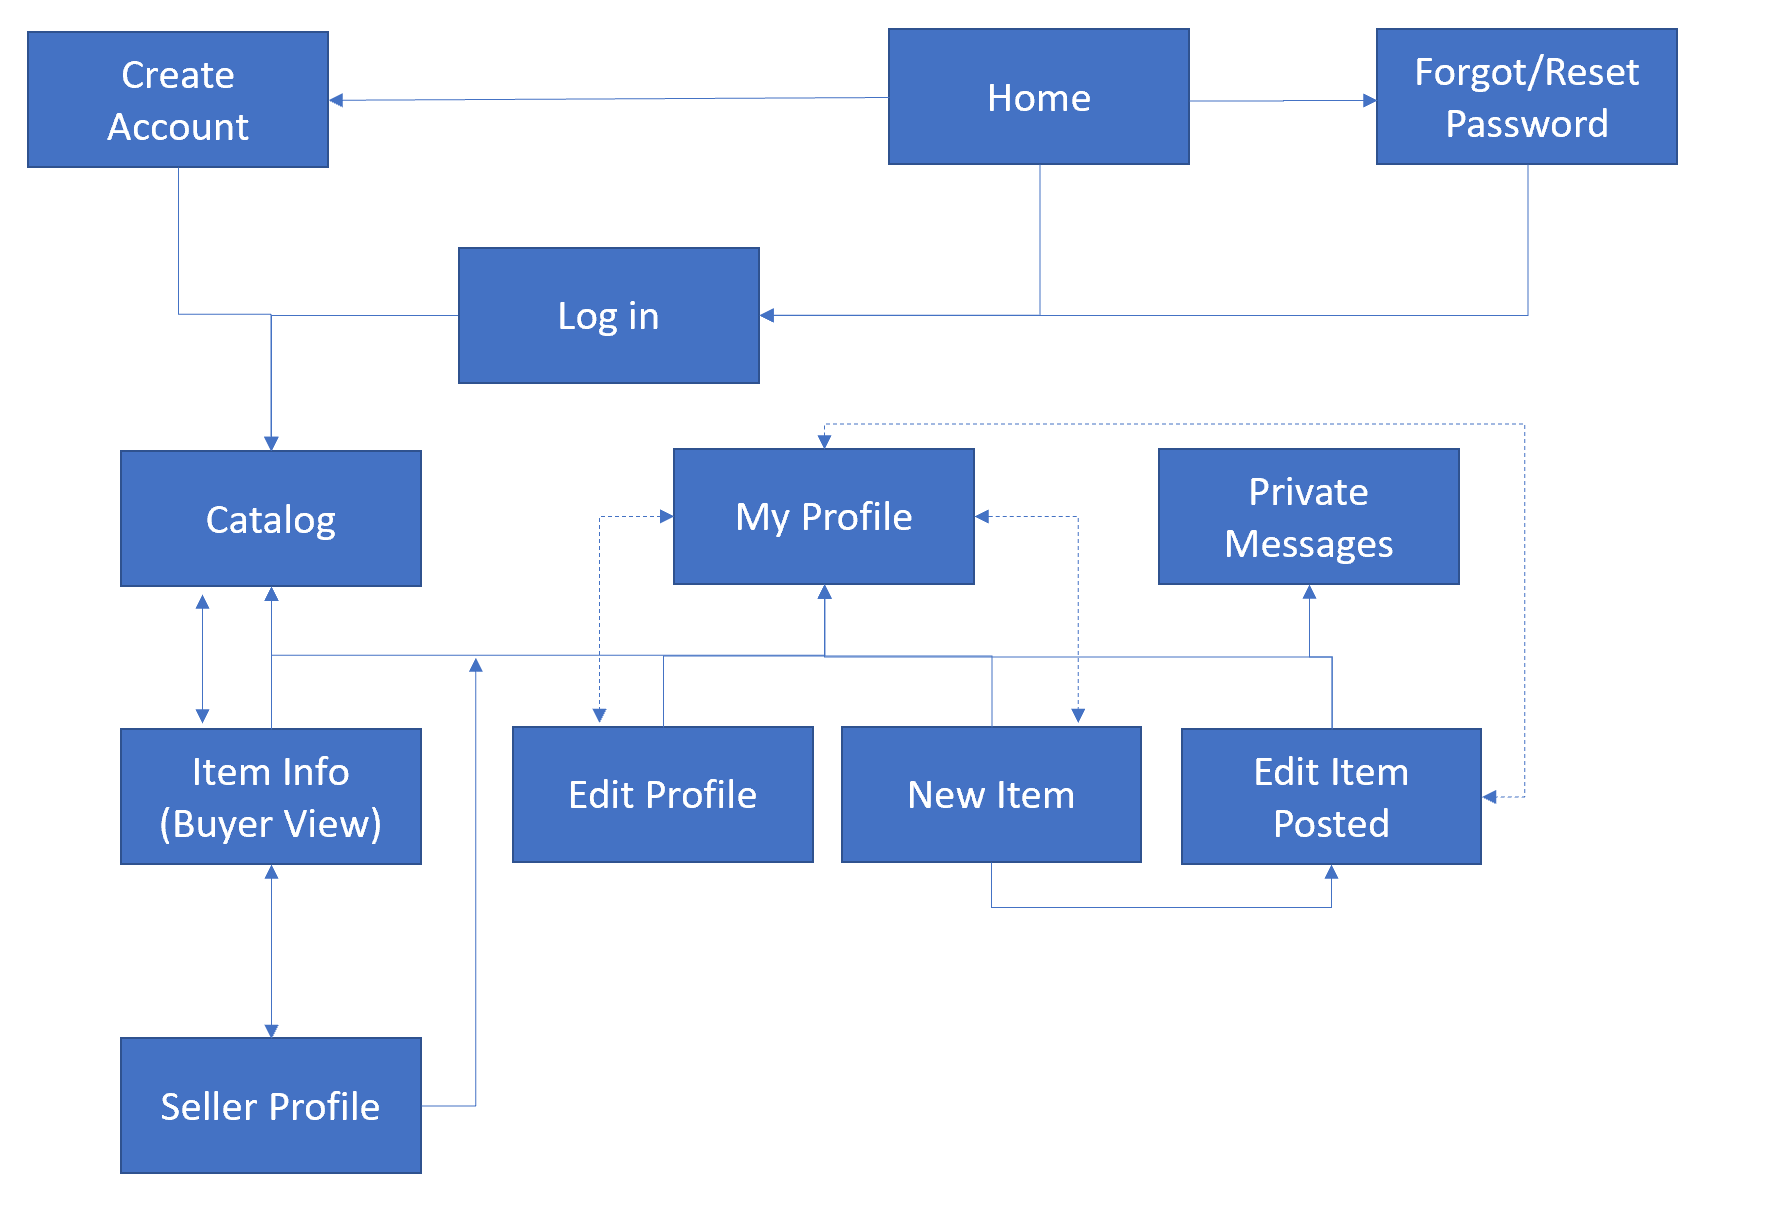 Create
Account
Home
Forgot/Reset
Password
Log in
Catalog
My Profile
Private
Messages
Item Info
(Buyer View)
Edit Profile
New Item
Edit Item
Posted
Seller Profile